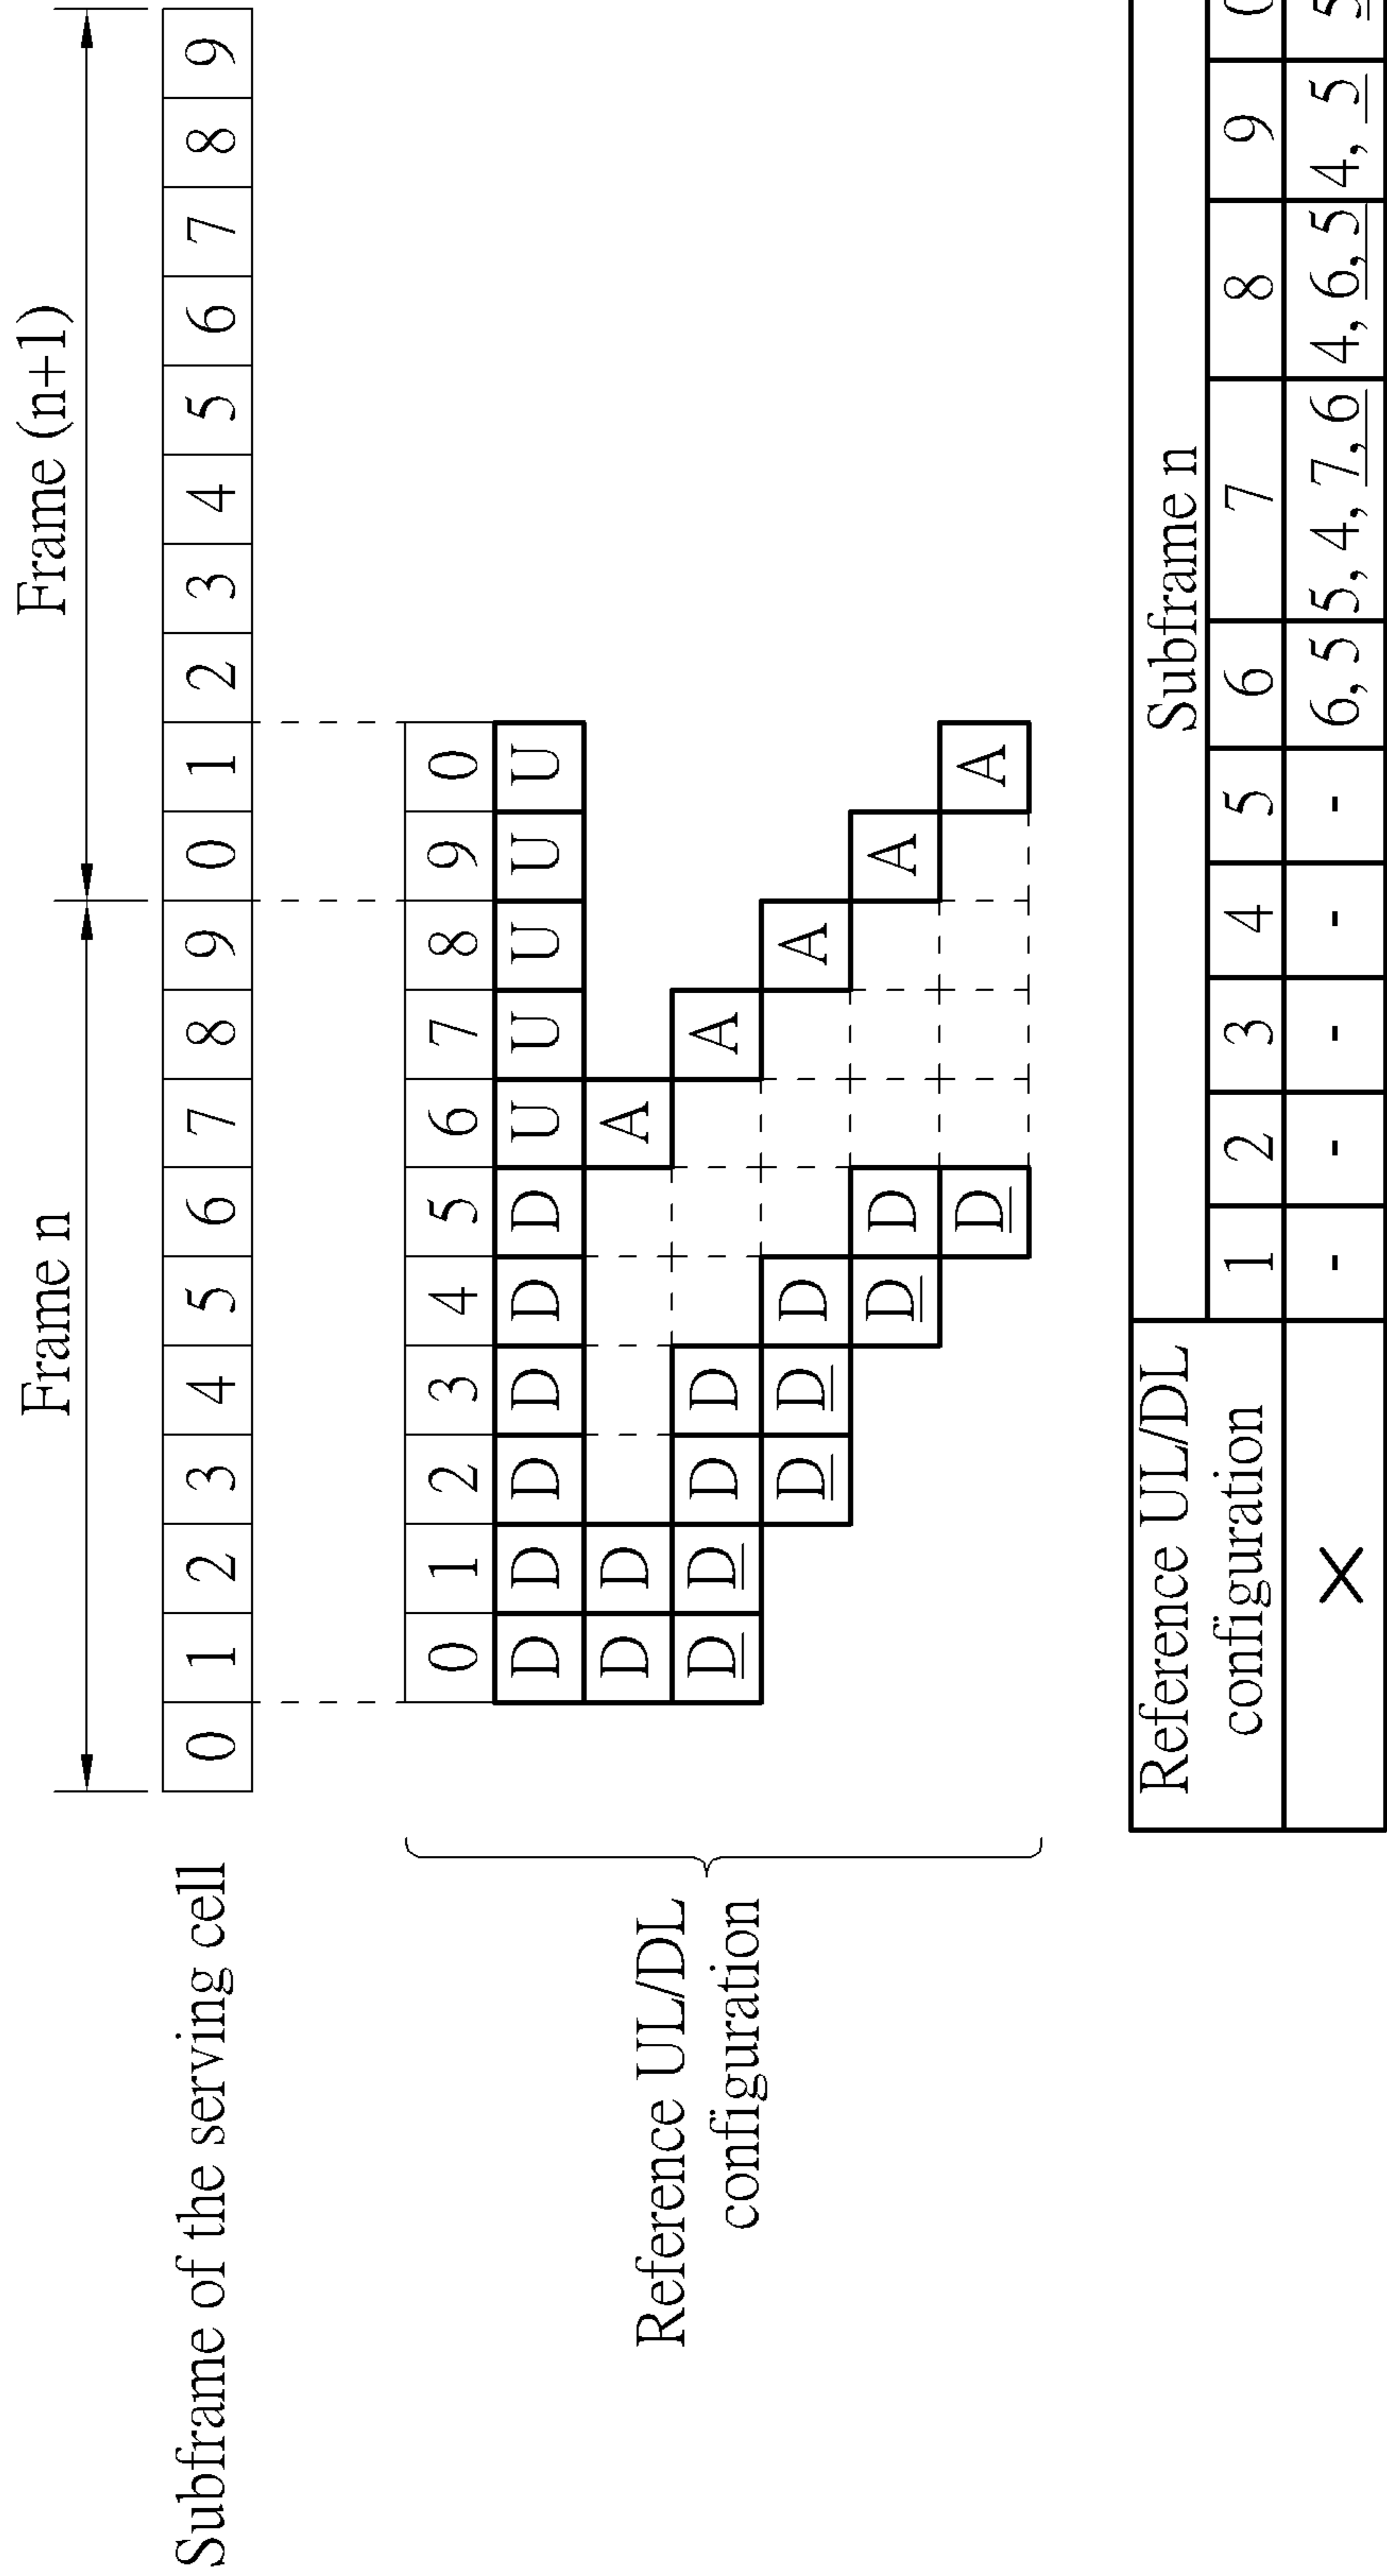 Frame n Frame (n+1)
Subframe of the serving cell 0 1 2 3 4 5 6 7 8 9 0 1 2 3 4 5 6 7 8 9
Reference UL/DL
configuration
0 1 2 3 4 5 6 7 8 9 0
D D D D D D U U U U U
D D A
D D D D A
D D D A
D D A
D A
Reference UL/DL
configuration
Subframe n
1 2 3 4 5 6 7 8 9
X - - - - - 6, 5 5, 4, 7, 6 4, 6, 5 4, 5